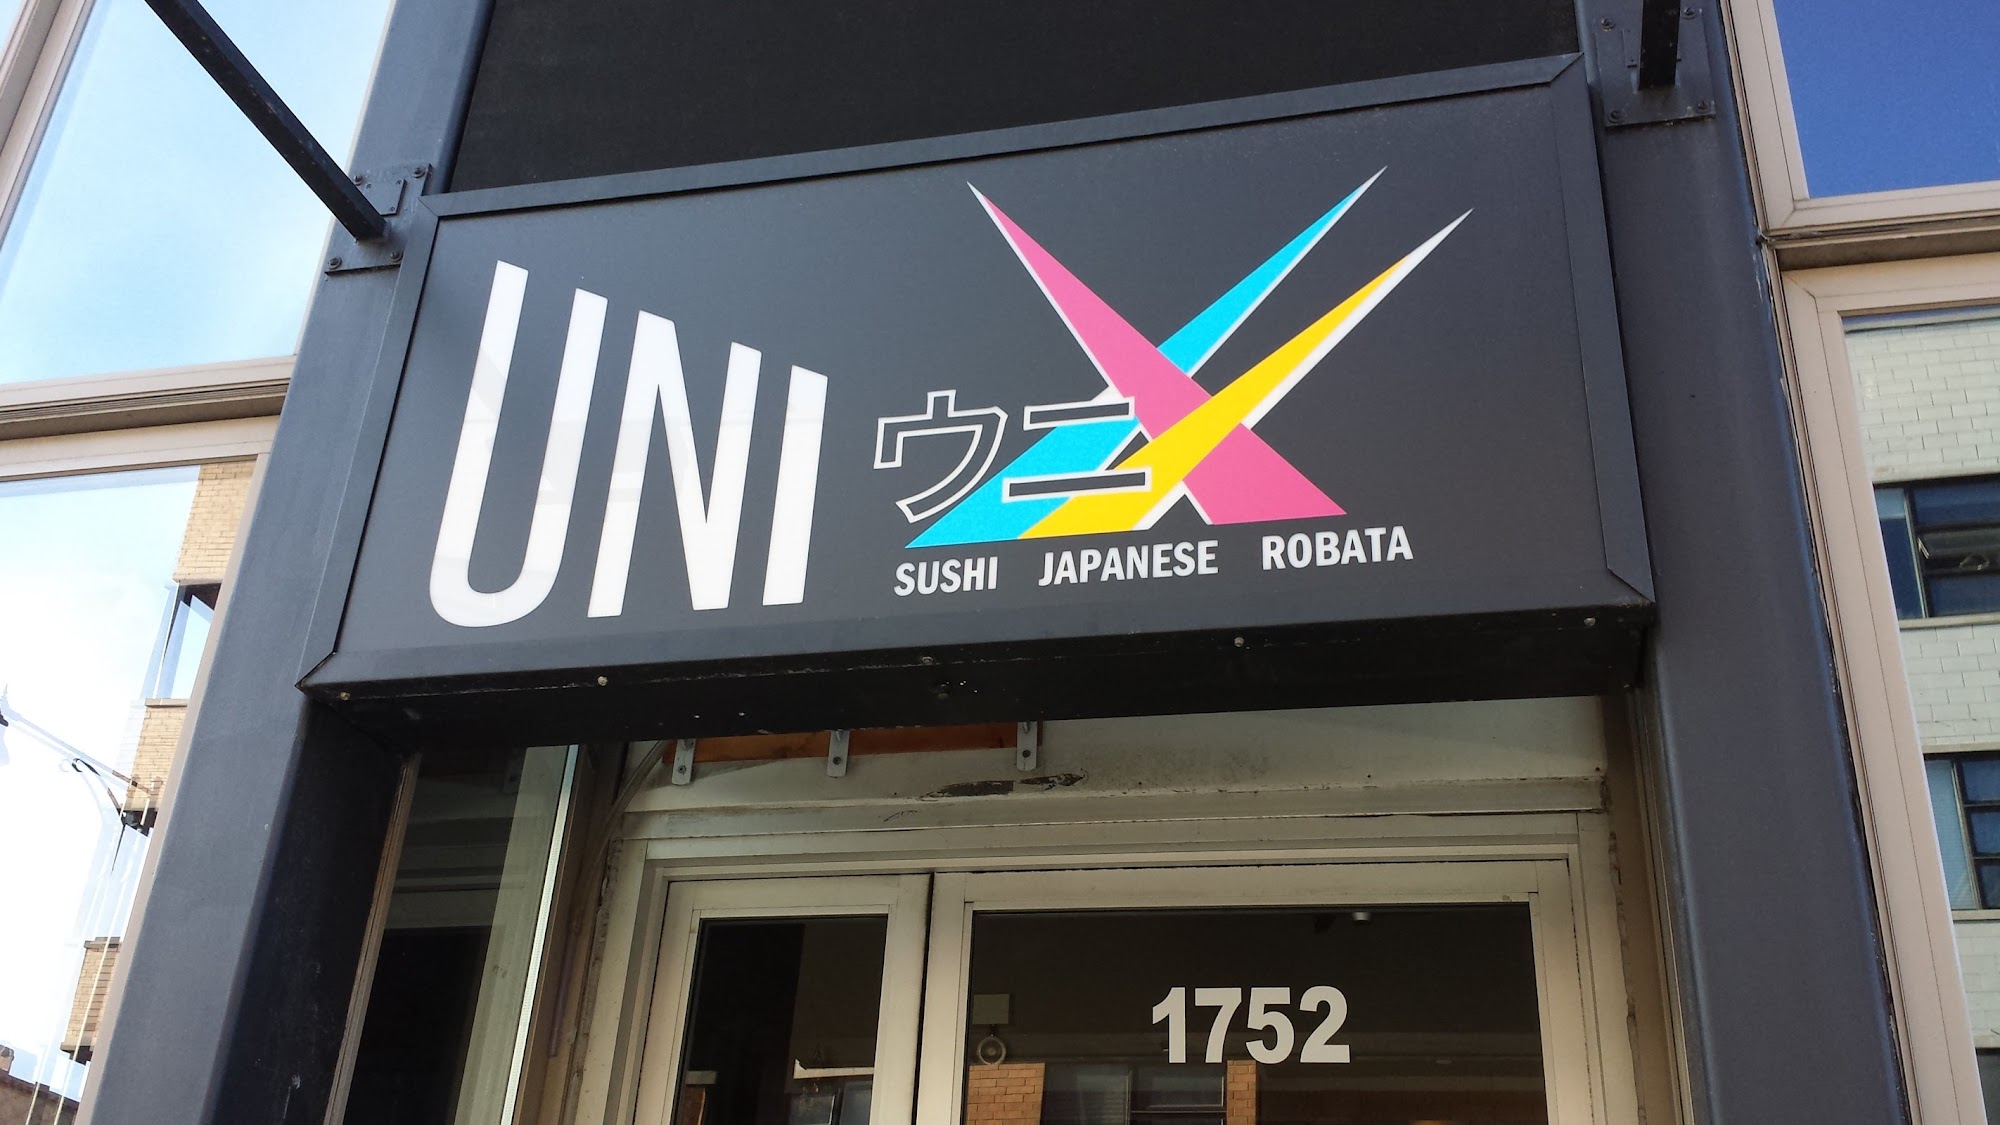 UNI
ウニ
SUSHI JAPANESE ROBATA
1752